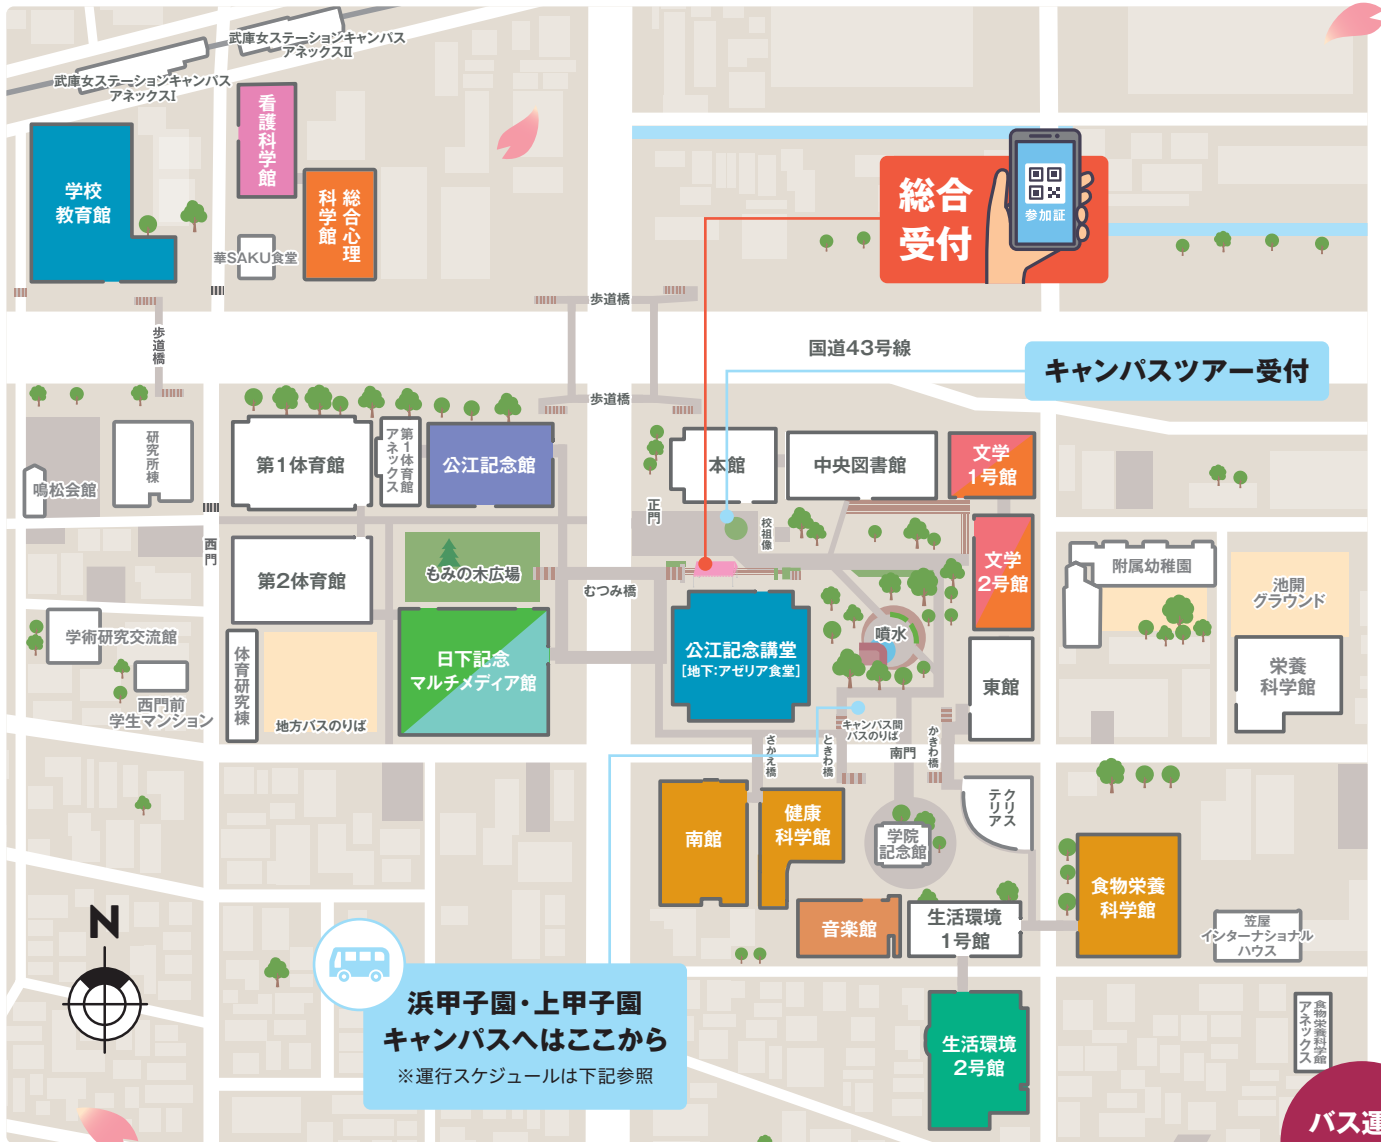 武庫女ステーションキャンパス
アネックスⅡ
武庫女ステーションキャンパス
アネックスⅠ
看護科学館
学校
教育館
総合心理
科学館
華SAKU食堂
総合
受付
参加証
歩道橋
歩道橋
国道43号線
キャンパスツアー受付
歩道橋
研究所棟
鳴松会館
第1体育館
第1体育館
アネックス
公江記念館
本館
中央図書館
文学
1号館
正門
校祖像
西門
第2体育館
もみの木広場
むつみ橋
文学
2号館
附属幼稚園
池開
グラウンド
学術研究交流館
体育研究棟
日下記念
マルチメディア館
公江記念講堂
[地下:アゼリア食堂]
噴水
東館
栄養
科学館
西門前
学生マンション
地方バスのりば
キャンパス間
バスのりば
さかえ橋
ときわ橋
南門
かきわ橋
南館
健康
科学館
クリス
テリア
学院
記念館
食物栄養
科学館
音楽館
生活環境
1号館
笠屋
インターナショナル
ハウス
N
浜甲子園・上甲子園
キャンパスへはここから
※運行スケジュールは下記参照
生活環境
2号館
食物栄養科学館
アネックス
バス運